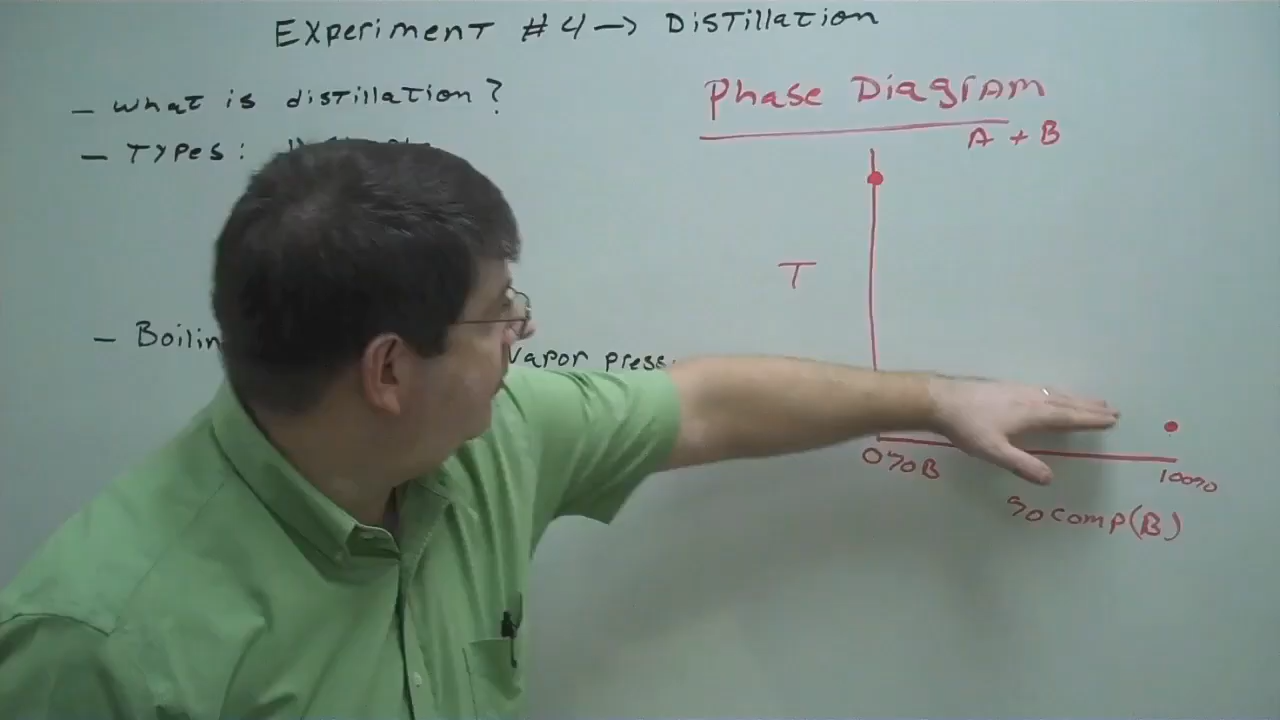 Experiment #4 → Distillation
- what is distillation?
- Types:
- Boilin
Vapor press.
Phase Diagram
A + B
T
0%B
100%
% comp(B)